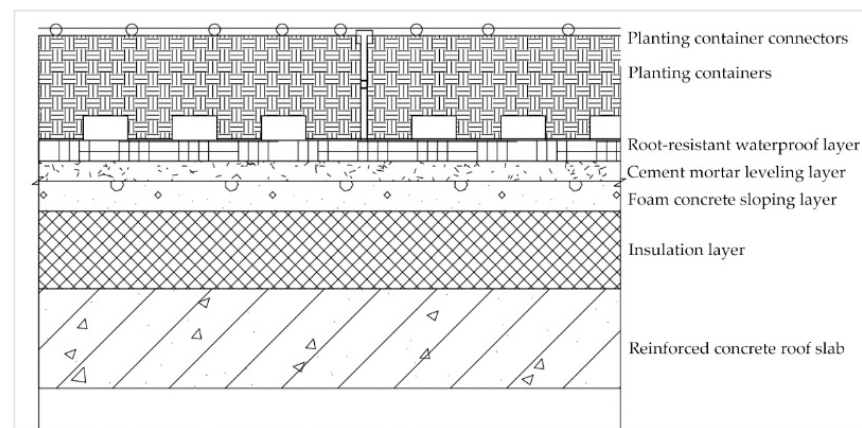 Planting container connectors
Planting containers
Root-resistant waterproof layer
Cement mortar leveling layer
Foam concrete sloping layer
Insulation layer
Reinforced concrete roof slab